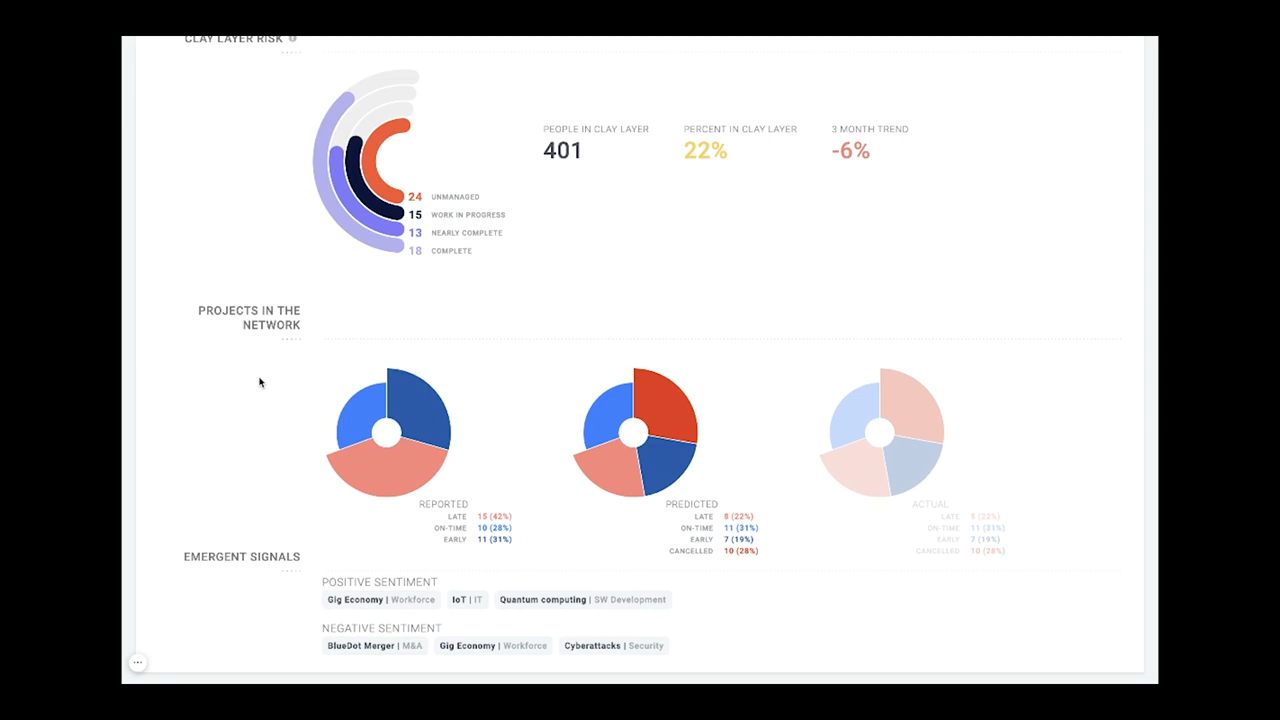 CLAY LAYER RISK
PEOPLE IN CLAY LAYER
401
PERCENT IN CLAY LAYER
22%
3 MONTH TREND
-6%
24 UNMANAGED
15 WORK IN PROGRESS
13 NEARLY COMPLETE
18 COMPLETE
PROJECTS IN THE
NETWORK
REPORTED
LATE 15 (42%)
ON-TIME 10 (28%)
EARLY 11 (31%)
PREDICTED
LATE 8 (22%)
ON-TIME 11 (31%)
EARLY 7 (19%)
CANCELLED 10 (28%)
ACTUAL
LATE 8 (22%)
ON-TIME 11 (31%)
EARLY 7 (19%)
CANCELLED 10 (28%)
EMERGENT SIGNALS
POSITIVE SENTIMENT
Gig Economy | Workforce IoT | IT Quantum computing | SW Development
NEGATIVE SENTIMENT
BlueDot Merger | M&A Gig Economy | Workforce Cyberattacks | Security